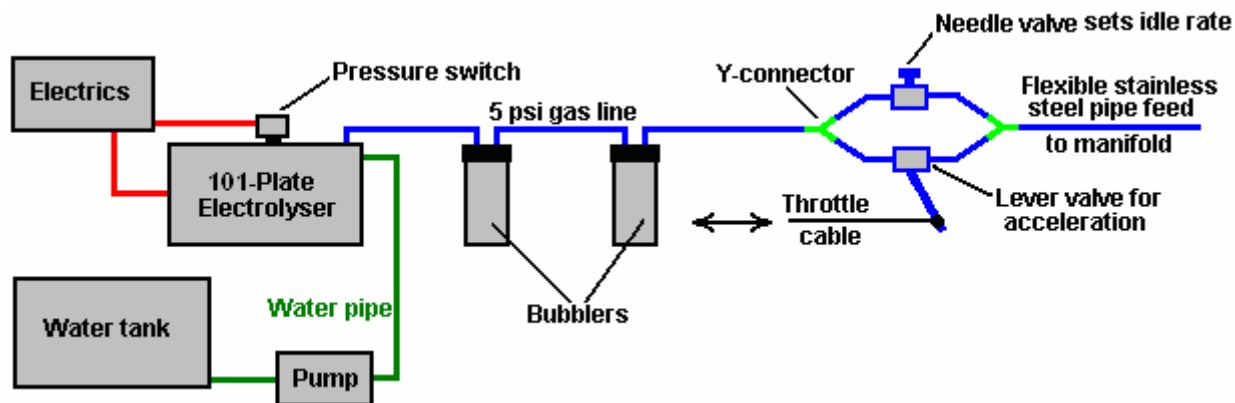 Needle valve sets idle rate
Pressure switch
Y-connector
Electrics
Flexible stainless
steel pipe feed
5 psi gas line
to manifold
101-Plate
Electrolyser
Throttle
cable
Lever valve for
acceleration
Water pipe
Bubblers
Water tank
Pump